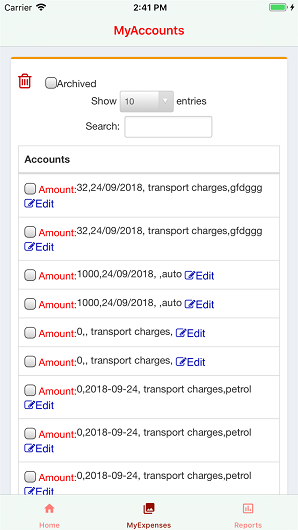 Carrier 2:41 PM
MyAccounts
Archived
Show 10 entries
Search:
Accounts
Amount:32,24/09/2018, transport charges,gfdggg
Edit
Amount:32,24/09/2018, transport charges,gfdggg
Edit
Amount:1000,24/09/2018, ,auto Edit
Amount:1000,24/09/2018, ,auto Edit
Amount:0,, transport charges, Edit
Amount:0,, transport charges, Edit
Amount:0,2018-09-24, transport charges,petrol
Edit
Amount:0,2018-09-24, transport charges,petrol
Edit
Amount:0,2018-09-24, transport charges,petrol
Edit
Home MyExpenses Reports